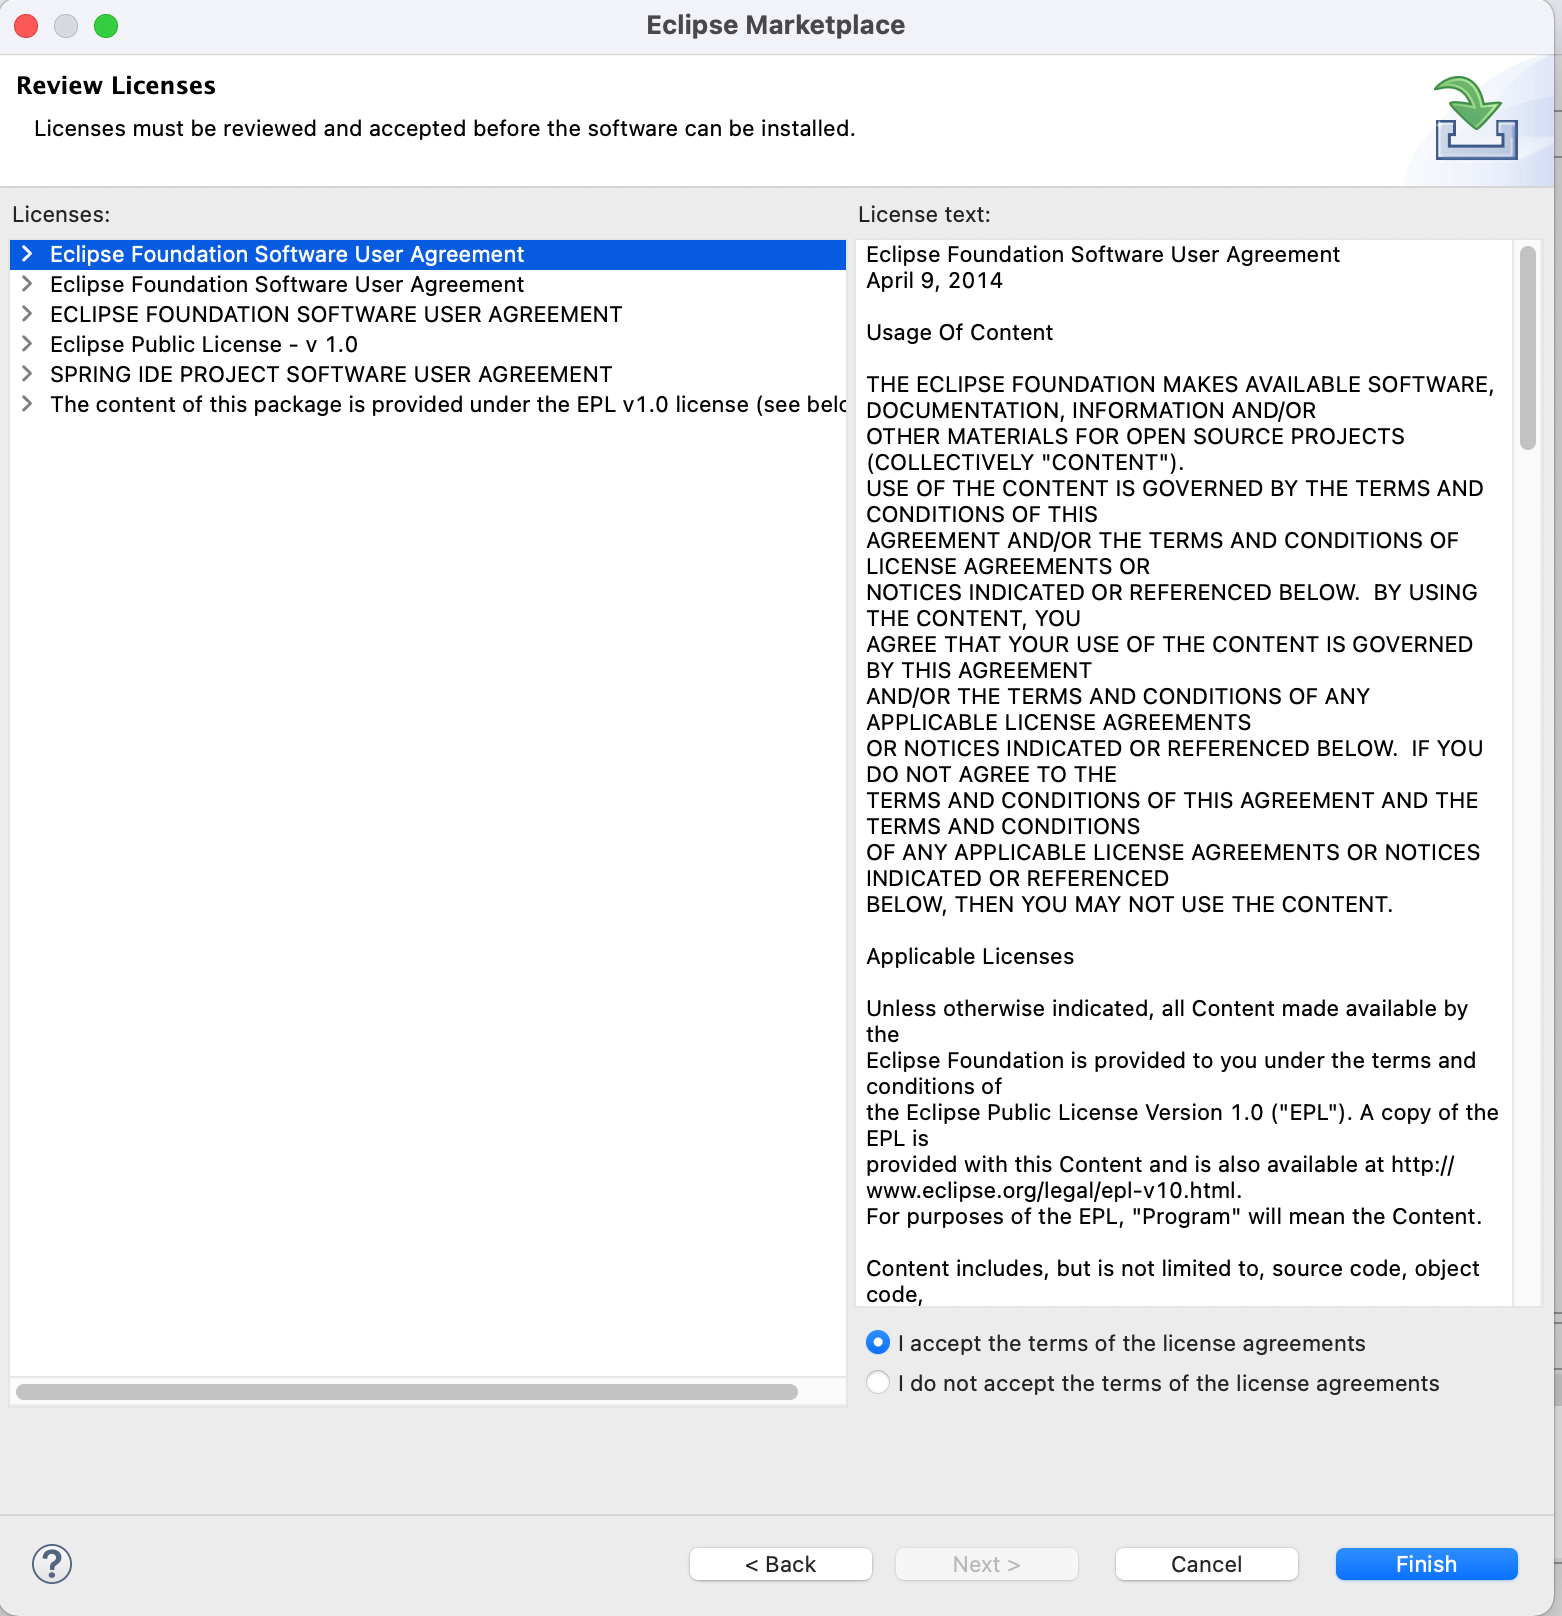 Eclipse Marketplace
Review Licenses
Licenses must be reviewed and accepted before the software can be installed.
Licenses:
Eclipse Foundation Software User Agreement
Eclipse Foundation Software User Agreement
ECLIPSE FOUNDATION SOFTWARE USER AGREEMENT
Eclipse Public License - v 1.0
SPRING IDE PROJECT SOFTWARE USER AGREEMENT
The content of this package is provided under the EPL v1.0 license (see
License text:
Eclipse Foundation Software User Agreement
April 9, 2014
Usage Of Content
THE ECLIPSE FOUNDATION MAKES AVAILABLE SOFTWARE,
DOCUMENTATION, INFORMATION AND/OR
OTHER MATERIALS FOR OPEN SOURCE PROJECTS
(COLLECTIVELY "CONTENT").
USE OF THE CONTENT IS GOVERNED BY THE TERMS AND
CONDITIONS OF THIS
AGREEMENT AND/OR THE TERMS AND CONDITIONS OF
LICENSE AGREEMENTS OR
NOTICES INDICATED OR REFERENCED BELOW.  BY USING
THE CONTENT, YOU
AGREE THAT YOUR USE OF THE CONTENT IS GOVERNED
BY THIS AGREEMENT
AND/OR THE TERMS AND CONDITIONS OF ANY
APPLICABLE LICENSE AGREEMENTS
OR NOTICES INDICATED OR REFERENCED BELOW.  IF YOU
DO NOT AGREE TO THE
TERMS AND CONDITIONS OF THIS AGREEMENT AND THE
TERMS AND CONDITIONS
OF ANY APPLICABLE LICENSE AGREEMENTS OR NOTICES
INDICATED OR REFERENCED
BELOW, THEN YOU MAY NOT USE THE CONTENT.
Applicable Licenses
Unless otherwise indicated, all Content made available by
the
Eclipse Foundation is provided to you under the terms and
conditions of
the Eclipse Public License Version 1.0 ("EPL"). A copy of the
EPL is
provided with this Content and is also available at http://
www.eclipse.org/legal/epl-v10.html.
For purposes of the EPL, "Program" will mean the Content.
Content includes, but is not limited to, source code, object
code,
I accept the terms of the license agreements
I do not accept the terms of the license agreements
?
< Back
Next >
Cancel
Finish